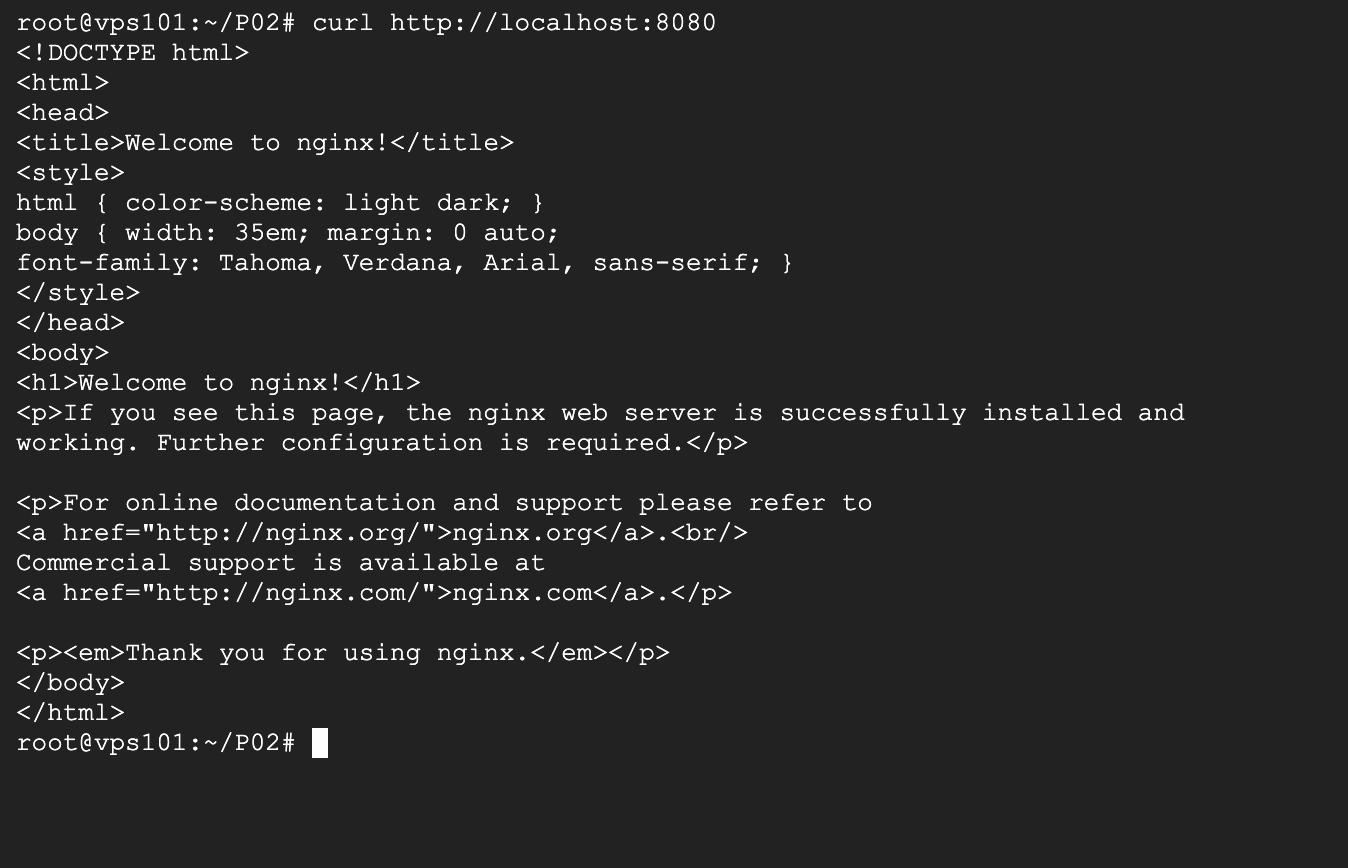 root@vps101:~/P02# curl http://localhost:8080
<!DOCTYPE html>
<html>
<head>
<title>Welcome to nginx!</title>
<style>
html { color-scheme: light dark; }
body { width: 35em; margin: 0 auto;
font-family: Tahoma, Verdana, Arial, sans-serif; }
</style>
</head>
<body>
<h1>Welcome to nginx!</h1>
<p>If you see this page, the nginx web server is successfully installed and
working. Further configuration is required.</p>

<p>For online documentation and support please refer to
<a href="http://nginx.org/">nginx.org</a>.<br/>
Commercial support is available at
<a href="http://nginx.com/">nginx.com</a>.</p>

<p><em>Thank you for using nginx.</em></p>
</body>
</html>
root@vps101:~/P02#